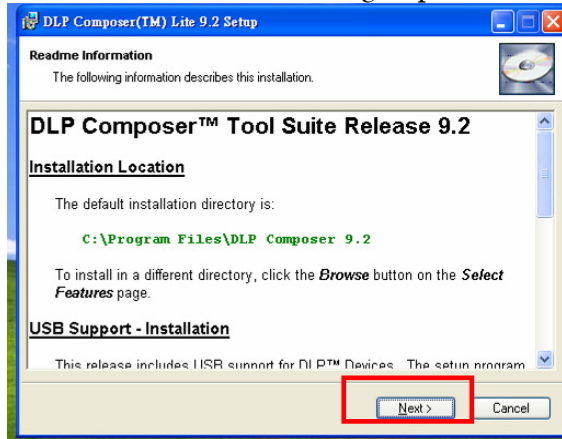 DLP Composer(TM) Lite 9.2 Setup
Readme Information
The following information describes this installation.
DLP Composer™ Tool Suite Release 9.2
Installation Location
The default installation directory is:
C:\Program Files\DLP Composer 9.2
To install in a different directory, click the Browse button on the Select
Features page.
USB Support - Installation
This release includes USB support for DLP™ Devices. The setup program
Next >
Cancel